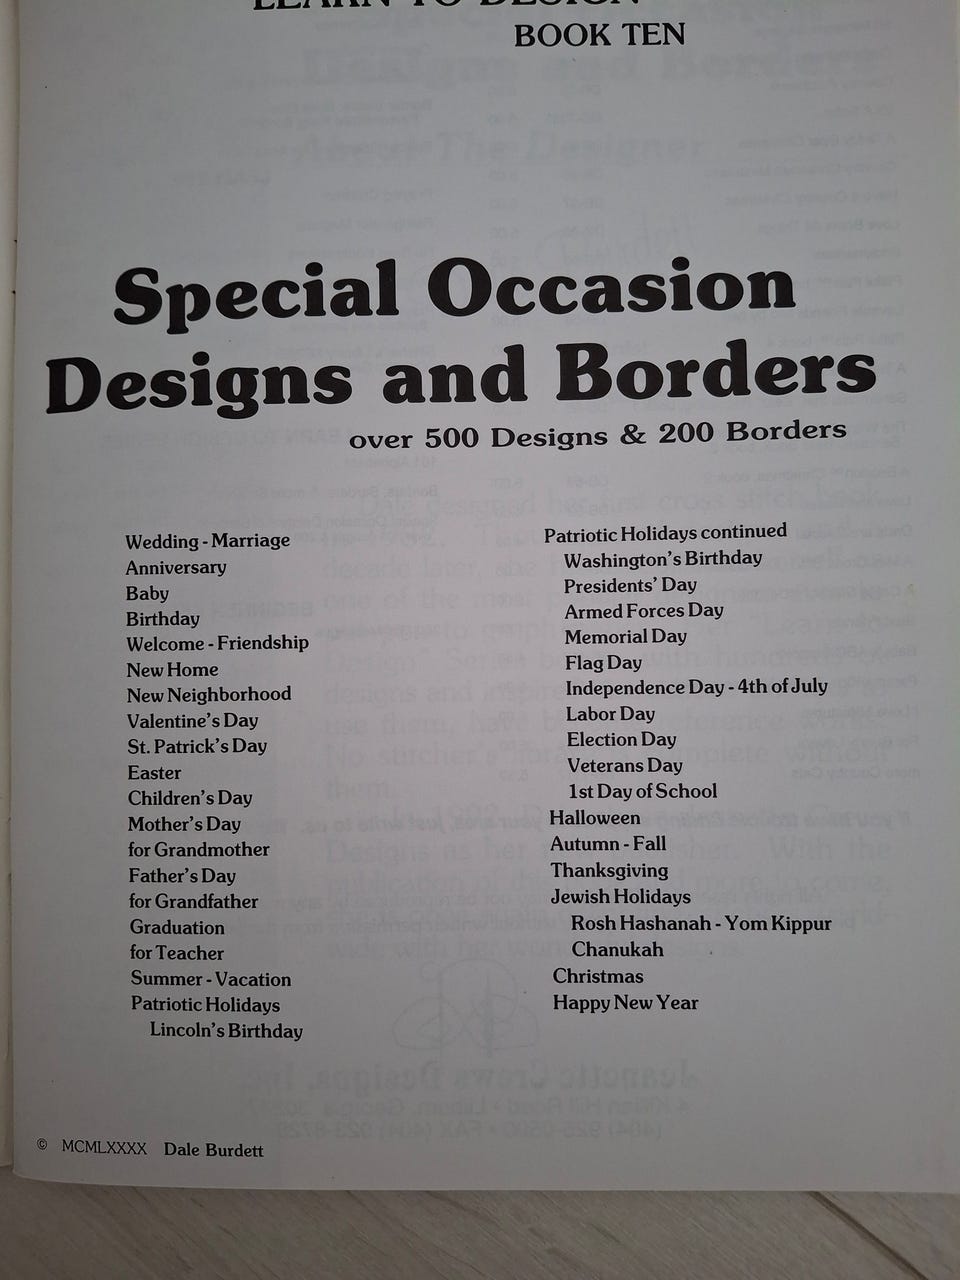 LEARN TO DESIGN
BOOK TEN
Special Occasion
Designs and Borders
over 500 Designs & 200 Borders
Wedding - Marriage
Anniversary
Baby
Birthday
Welcome - Friendship
New Home
New Neighborhood
Valentine's Day
St. Patrick's Day
Easter
Children's Day
Mother's Day
for Grandmother
Father's Day
for Grandfather
Graduation
for Teacher
Summer - Vacation
Patriotic Holidays
Lincoln's Birthday
Patriotic Holidays continued
Washington's Birthday
Presidents' Day
Armed Forces Day
Memorial Day
Flag Day
Independence Day - 4th of July
Labor Day
Election Day
Veterans Day
1st Day of School
Halloween
Autumn - Fall
Thanksgiving
Jewish Holidays
Rosh Hashanah - Yom Kippur
Chanukah
Christmas
Happy New Year
© MCMLXXXX Dale Burdett